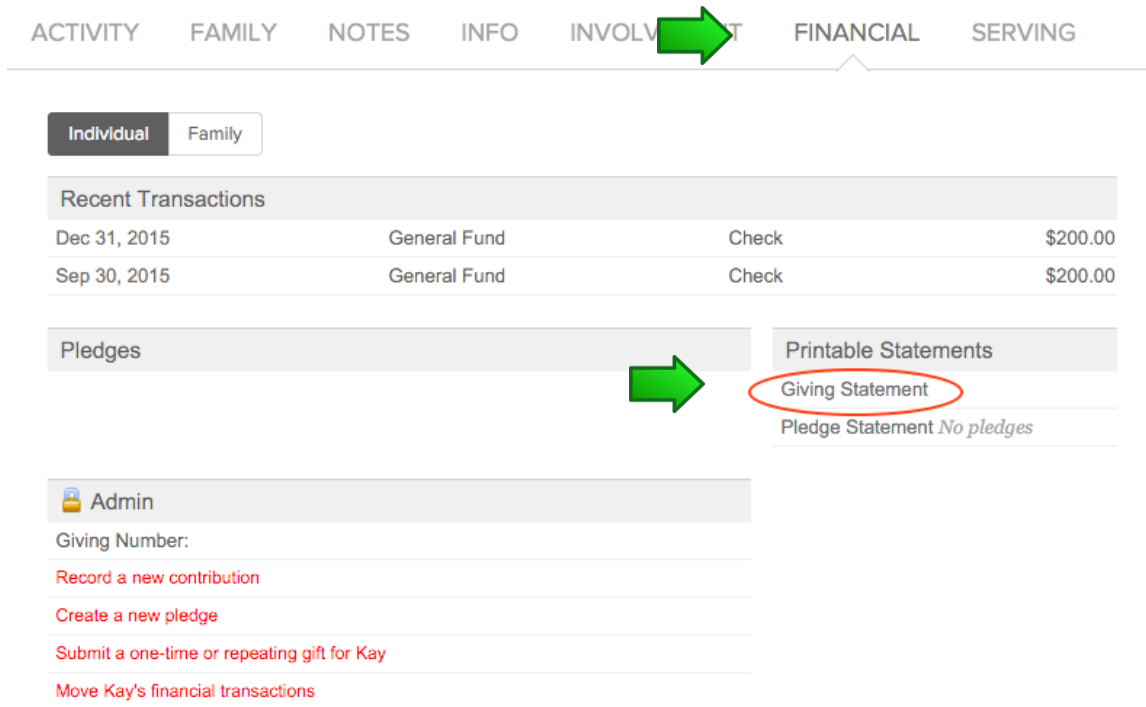 ACTIVITY FAMILY NOTES INFO INVOLV T FINANCIAL SERVING
Individual Family
Recent Transactions
Dec 31, 2015 General Fund Check $200.00
Sep 30, 2015 General Fund Check $200.00
Pledges
Printable Statements
Giving Statement
Pledge Statement No pledges
Admin
Giving Number:
Record a new contribution
Create a new pledge
Submit a one-time or repeating gift for Kay
Move Kay's financial transactions